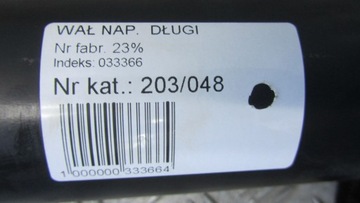 WAŁ NAP. DŁUGI
Nr fabr. 23%
Indeks: 033366
Nr kat.: 203/048
1 000000 333664